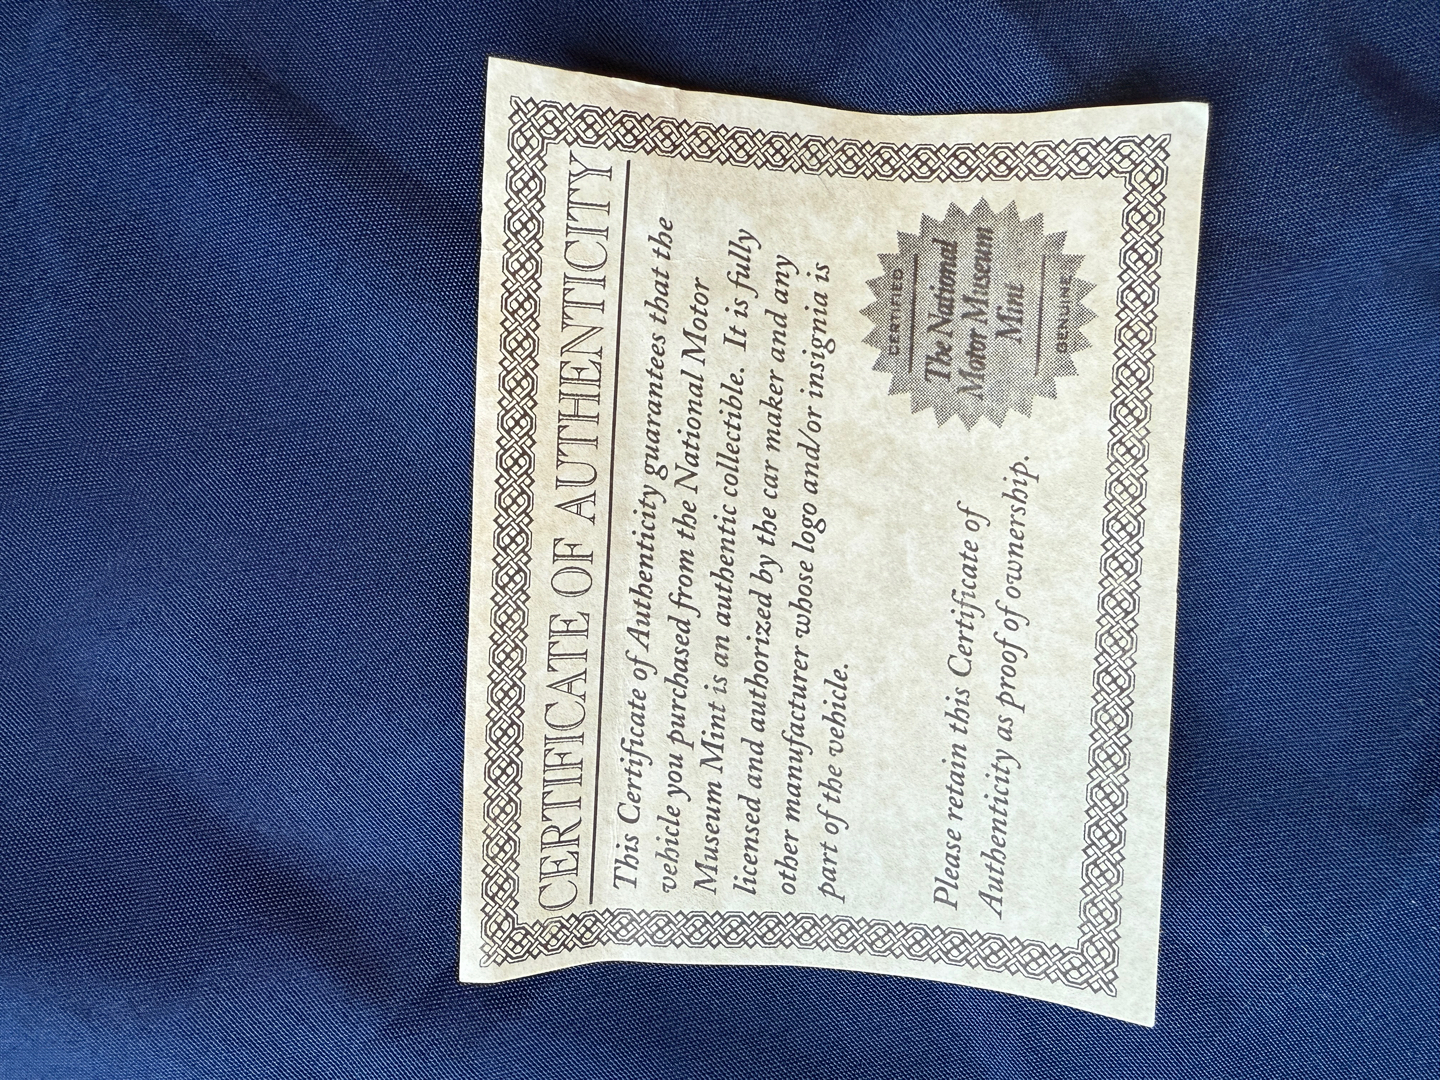 CERTIFICATE OF AUTHENTICITY
This Certificate of Authenticity guarantees that the
vehicle you purchased from the National Motor
Museum Mint is an authentic collectible. It is fully
licensed and authorized by the car maker and any
other manufacturer whose logo and/or insignia is
part of the vehicle.
Please retain this Certificate of
Authenticity as proof of ownership.
CERTIFIED
The National
Motor Museum
Mint
GENUINE